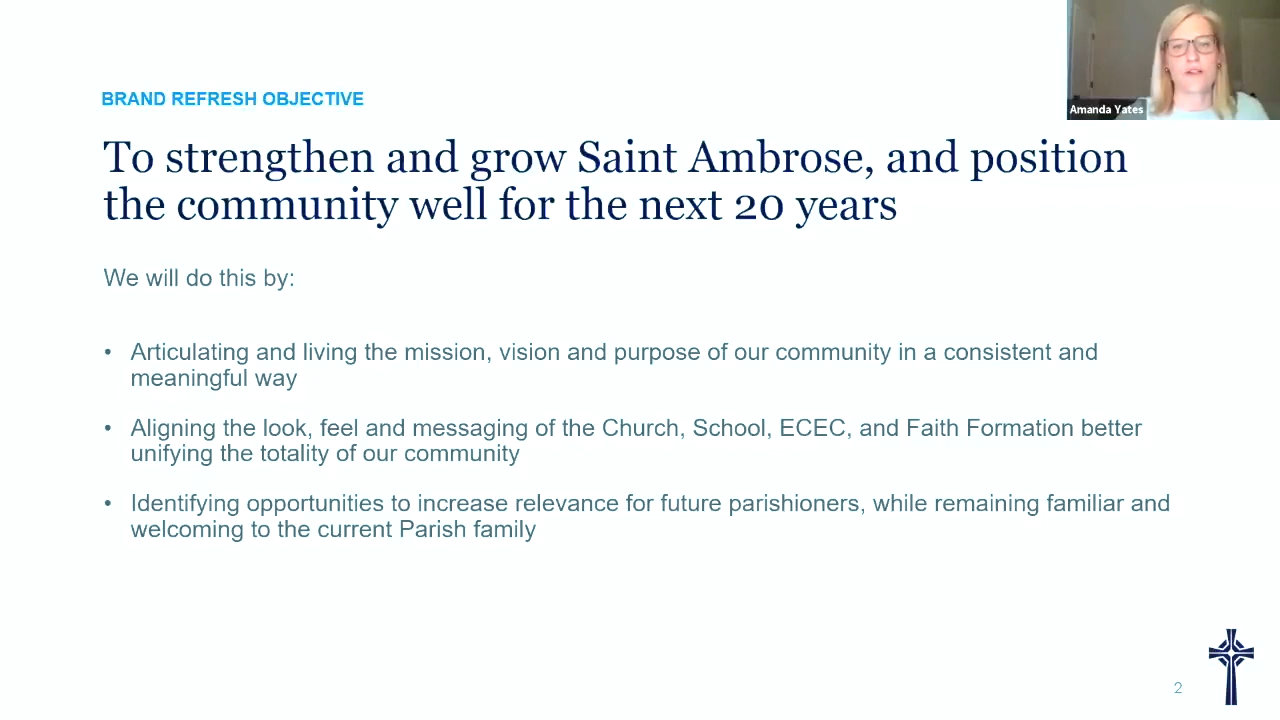 Amanda Yates
BRAND REFRESH OBJECTIVE
To strengthen and grow Saint Ambrose, and position
the community well for the next 20 years
We will do this by:
• Articulating and living the mission, vision and purpose of our community in a consistent and
meaningful way
• Aligning the look, feel and messaging of the Church, School, ECEC, and Faith Formation better
unifying the totality of our community
• Identifying opportunities to increase relevance for future parishioners, while remaining familiar and
welcoming to the current Parish family
2